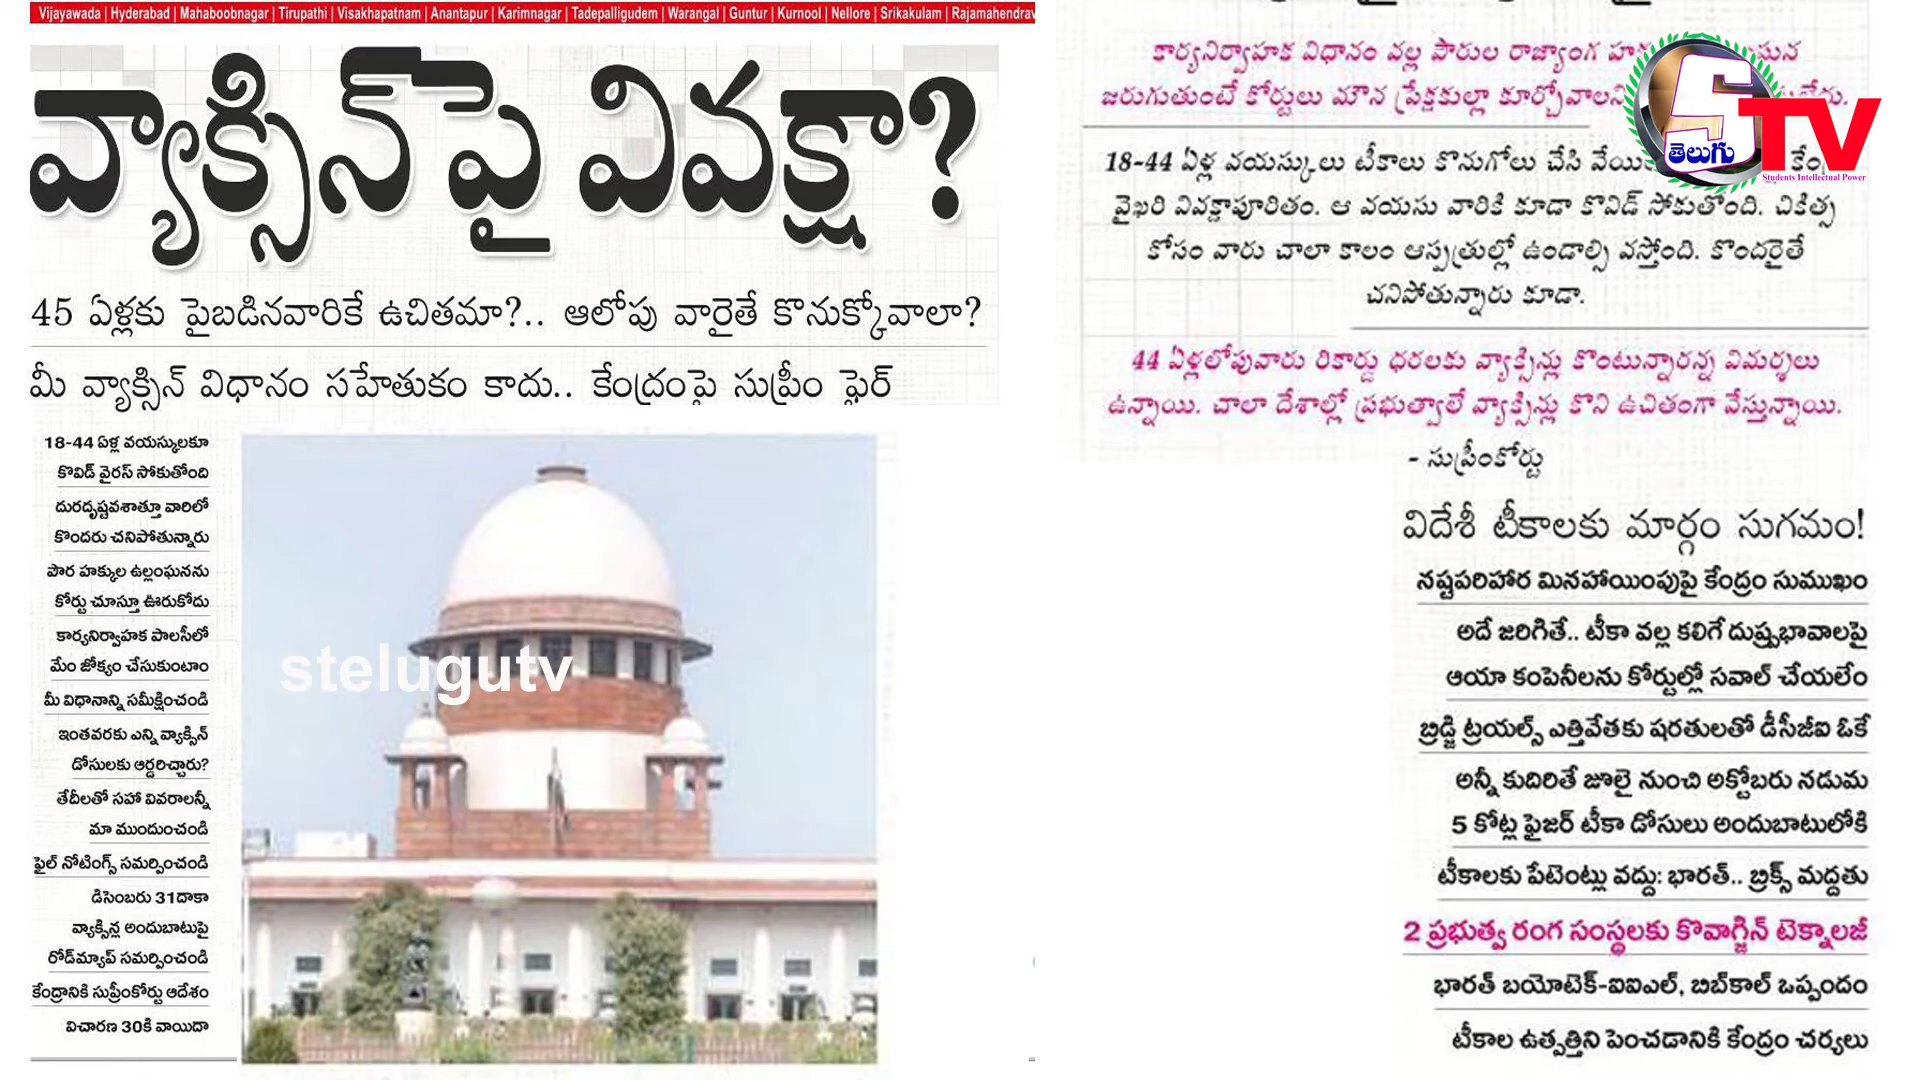 Vijayawada | Hyderabad | Mahaboobnagar | Tirupathi | Visakhapatnam | Anantapur | Karimnagar | Tadepalligudem | Warangal | Guntur | Kurnool | Nellore | Srikakulam | Rajamahendrav
వ్యాక్సిన్ పై వివక్షా?
45 ఏళ్లకు పైబడినవారికే ఉచితమా?.. ఆలోపు వారైతే కొనుక్కోవాలా?
మీ వ్యాక్సిన్ విధానం సహేతుకం కాదు.. కేంద్రంపై సుప్రీం ఫైర్
18-44 ఏళ్ల వయస్కులకూ
కొవిడ్ వైరస్ సోకుతోంది
దురదృష్టవశాత్తూ వారిలో
కొందరు చనిపోతున్నారు
పౌర హక్కుల ఉల్లంఘనను
కోర్టు చూస్తూ ఊరుకోదు
కార్యనిర్వాహక పాలసీలో
మేం జోక్యం చేసుకుంటాం
మీ విధానాన్ని సమీక్షించండి
ఇంతవరకు ఎన్ని వ్యాక్సిన్
డోసులకు ఆర్డరిచ్చారు?
తేదీలతో సహా వివరాలన్నీ
మా ముందుంచండి
ఫైల్ నోటింగ్స్ సమర్పించండి
డిసెంబరు 31దాకా
వ్యాక్సిన్ల అందుబాటుపై
రోడ్‌మ్యాప్ సమర్పించండి
కేంద్రానికి సుప్రీంకోర్టు ఆదేశం
విచారణ 30కి వాయిదా
stelugutv
కార్యనిర్వాహక విధానం వల్ల పౌరుల రాజ్యాంగ
జరుగుతుంటే కోర్టులు మౌన ప్రేక్షకుల్లా కూర్చోవాలని
18-44 ఏళ్ల వయస్కులు టీకాలు కొనుగోలు చేసి
వైఖరి వివక్షాపూరితం. ఆ వయసు వారికి కూడా కొవిడ్ సోకుతోంది. చికిత్స
కోసం వారు చాలా కాలం ఆస్పత్రుల్లో ఉండాల్సి వస్తోంది. కొందరైతే
చనిపోతున్నారు కూడా.
44 ఏళ్లలోపువారు రికార్డు ధరలకు వ్యాక్సిన్లు కొంటున్నారన్న విమర్శలు
ఉన్నాయి. చాలా దేశాల్లో ప్రభుత్వాలే వ్యాక్సిన్లు కొని ఉచితంగా వేస్తున్నాయి.
- సుప్రీంకోర్టు
విదేశీ టీకాలకు మార్గం సుగమం!
నష్టపరిహార మినహాయింపుపై కేంద్రం సుముఖం
అదే జరిగితే.. టీకా వల్ల కలిగే దుష్ప్రభావాలపై
ఆయా కంపెనీలను కోర్టుల్లో సవాల్ చేయలేం
బ్రిడ్జి ట్రయల్స్ ఎత్తివేతకు షరతులతో డీసీజీఐ ఓకే
అన్నీ కుదిరితే జూలై నుంచి అక్టోబరు నడుమ
5 కోట్ల ఫైజర్ టీకా డోసులు అందుబాటులోకి
టీకాలకు పేటెంట్లు వద్దు: భారత్.. బ్రిక్స్ మద్దతు
2 ప్రభుత్వ రంగ సంస్థలకు కొవాగ్జిన్ టెక్నాలజీ
భారత్ బయోటెక్-ఐఐఎల్, బిబ్‌కాల్ ఒప్పందం
టీకాల ఉత్పత్తిని పెంచడానికి కేంద్రం చర్యలు
S TV
తెలుగు
Students Intellectual Power